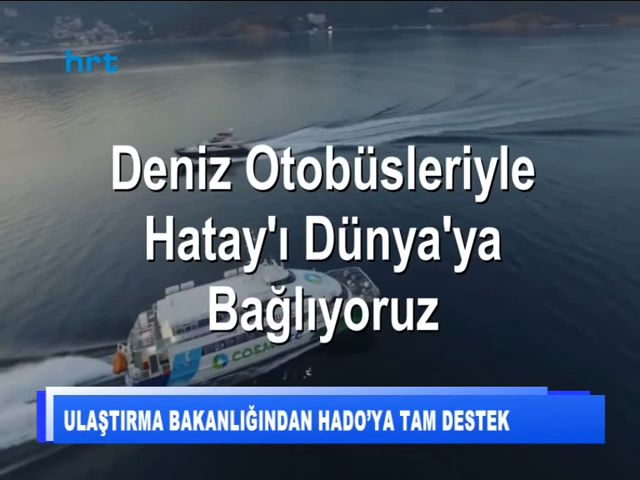 hrt
Deniz Otobüsleriyle
Hatay'ı Dünya'ya
Bağlıyoruz
ULAŞTIRMA BAKANLIĞINDAN HADO’YA TAM DESTEK